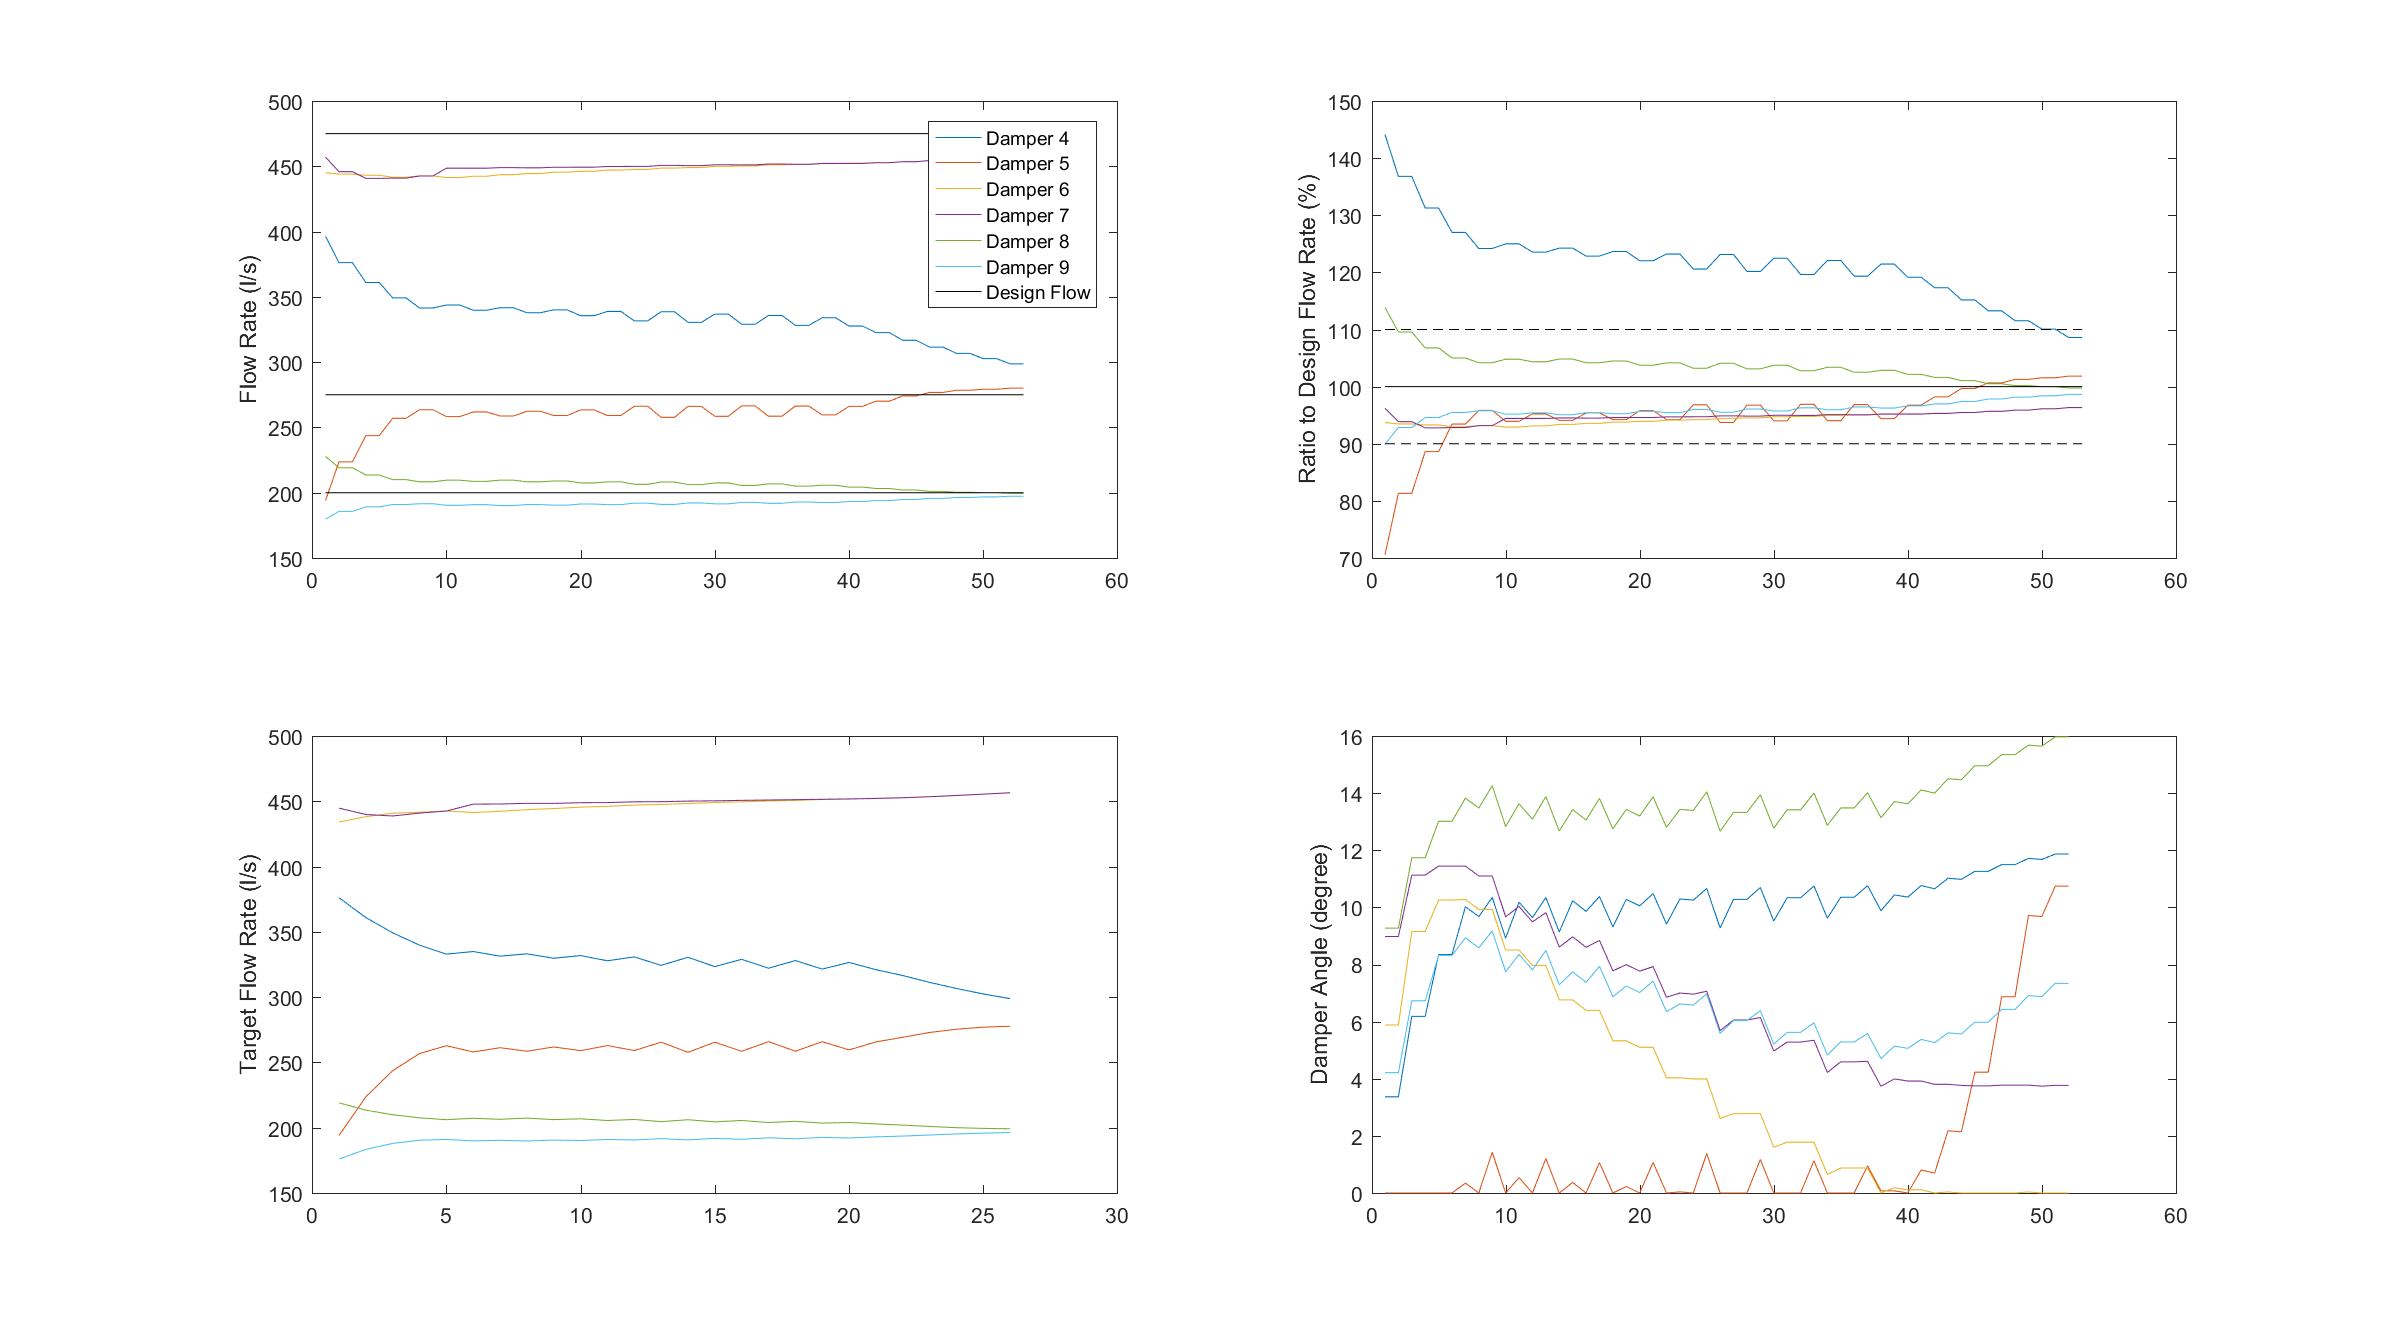 500
450
400
350
300
250
200
150
0 10 20 30 40 50 60
Flow Rate (l/s)
Damper 4
Damper 5
Damper 6
Damper 7
Damper 8
Damper 9
Design Flow
150
140
130
120
110
100
90
80
70
0 10 20 30 40 50 60
Ratio to Design Flow Rate (%)
500
450
400
350
300
250
200
150
0 5 10 15 20 25 30
Target Flow Rate (l/s)
16
14
12
10
8
6
4
2
0
0 10 20 30 40 50 60
Damper Angle (degree)